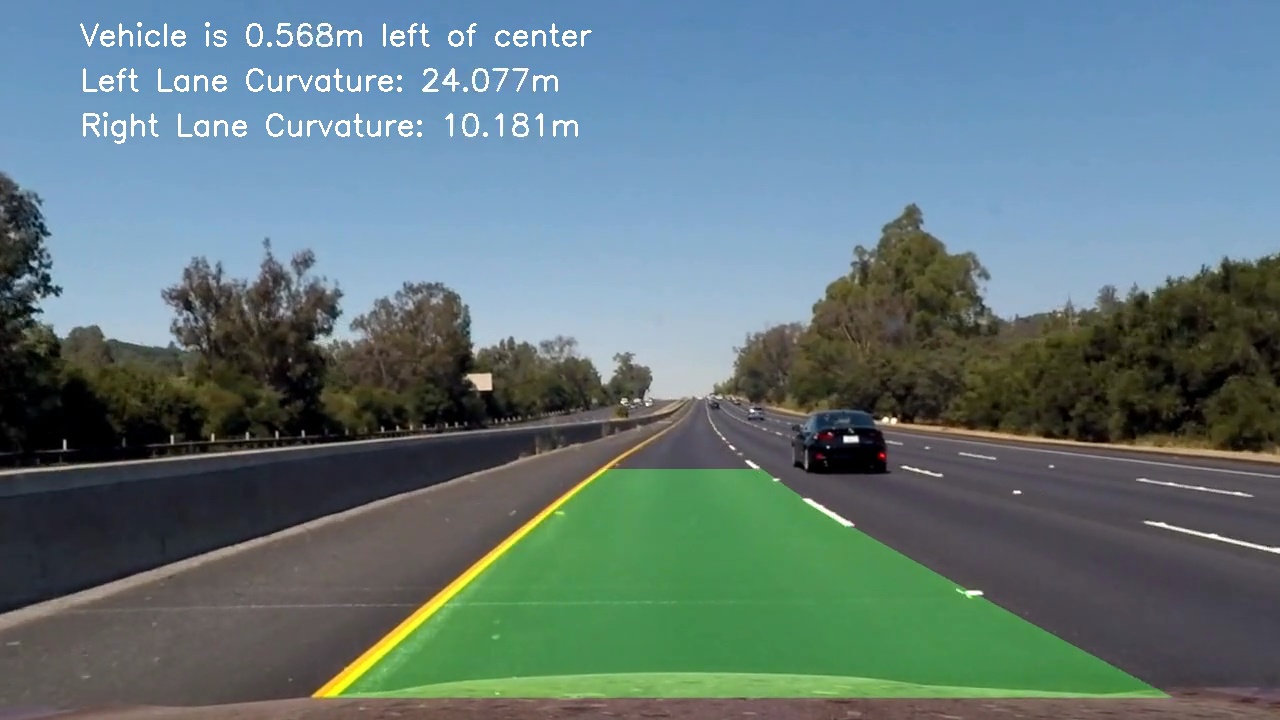 Vehicle is 0.568m left of center
Left Lane Curvature: 24.077m
Right Lane Curvature: 10.181m